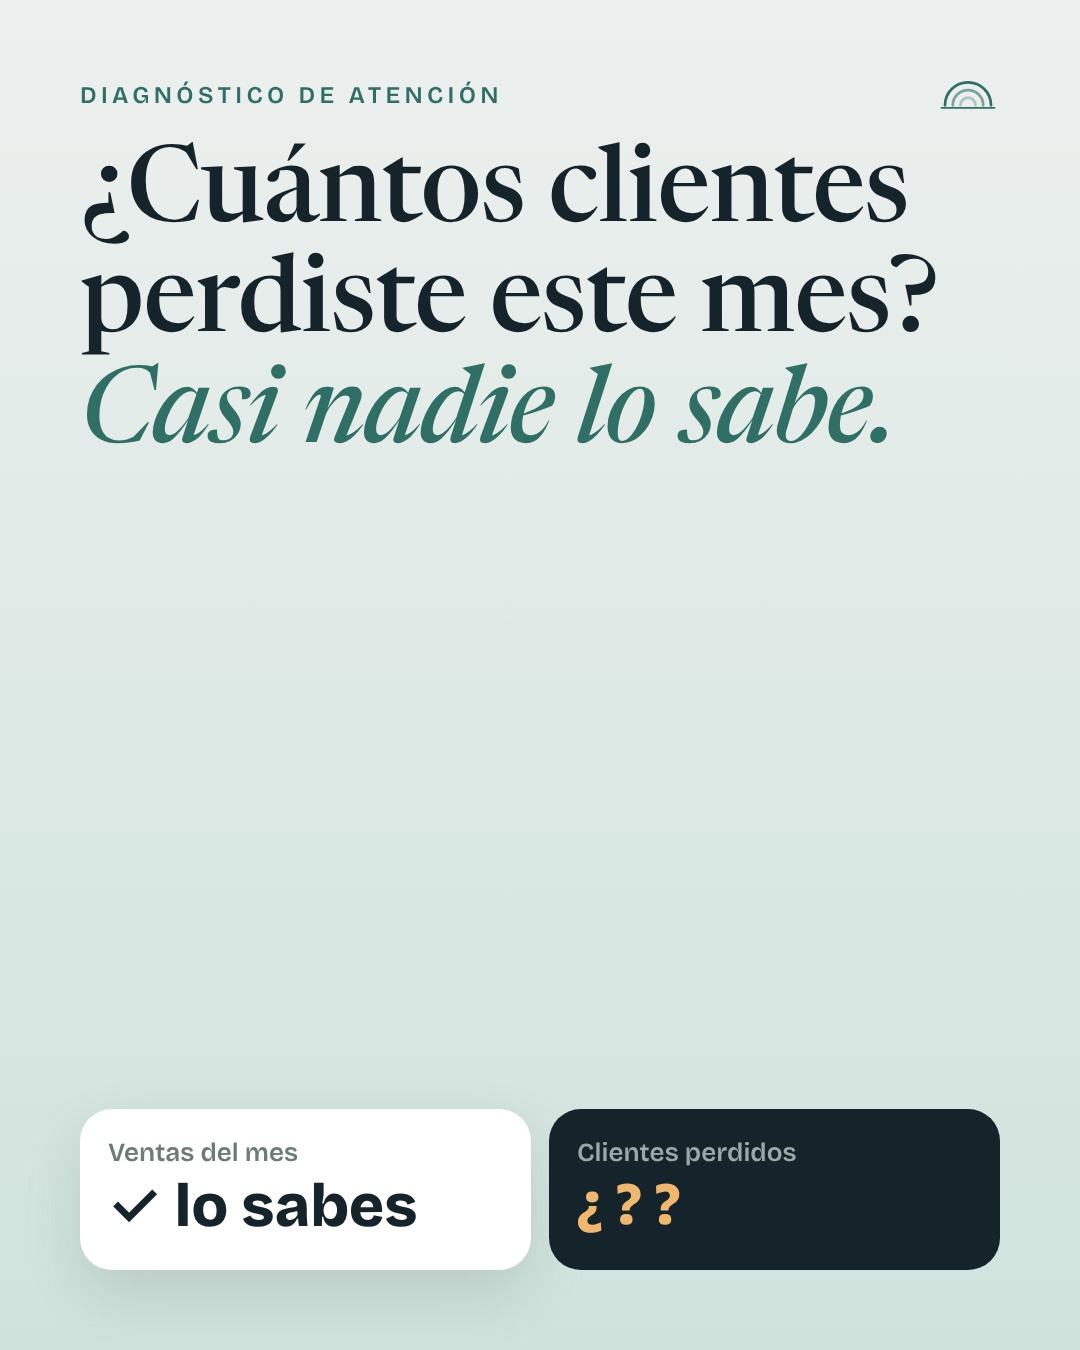 DIAGNÓSTICO DE ATENCIÓN
¿Cuántos clientes
perdiste este mes?
Casi nadie lo sabe.
Ventas del mes
✓ lo sabes
Clientes perdidos
¿??